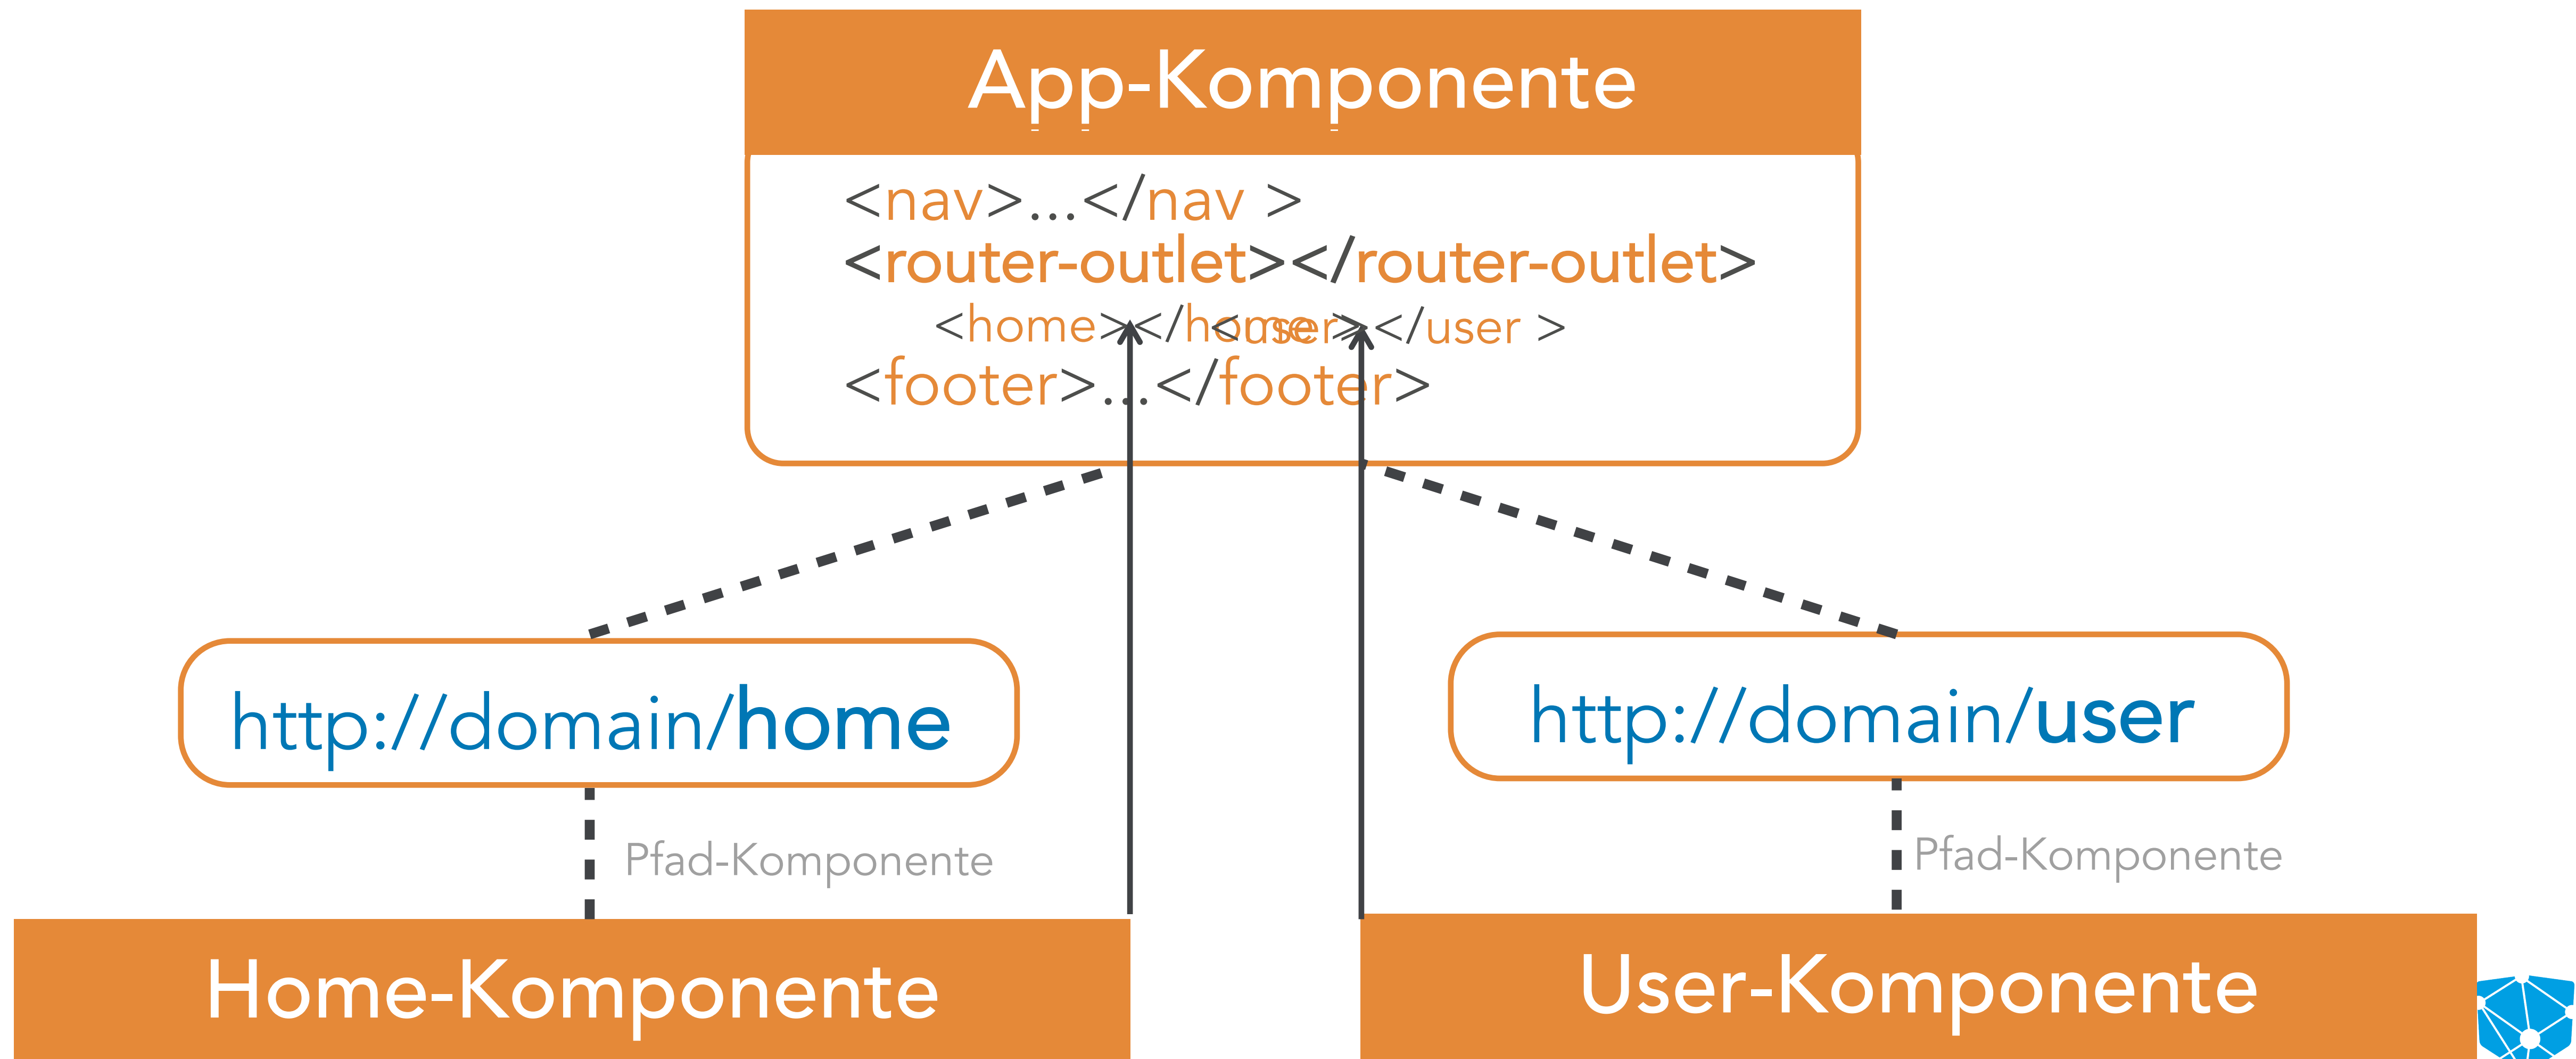 App-Komponente
<nav>...</nav >
<router-outlet></router-outlet>
<home></home >
<user></user >
<footer>...</footer>
http://domain/home
http://domain/user
Pfad-Komponente
Pfad-Komponente
Home-Komponente
User-Komponente